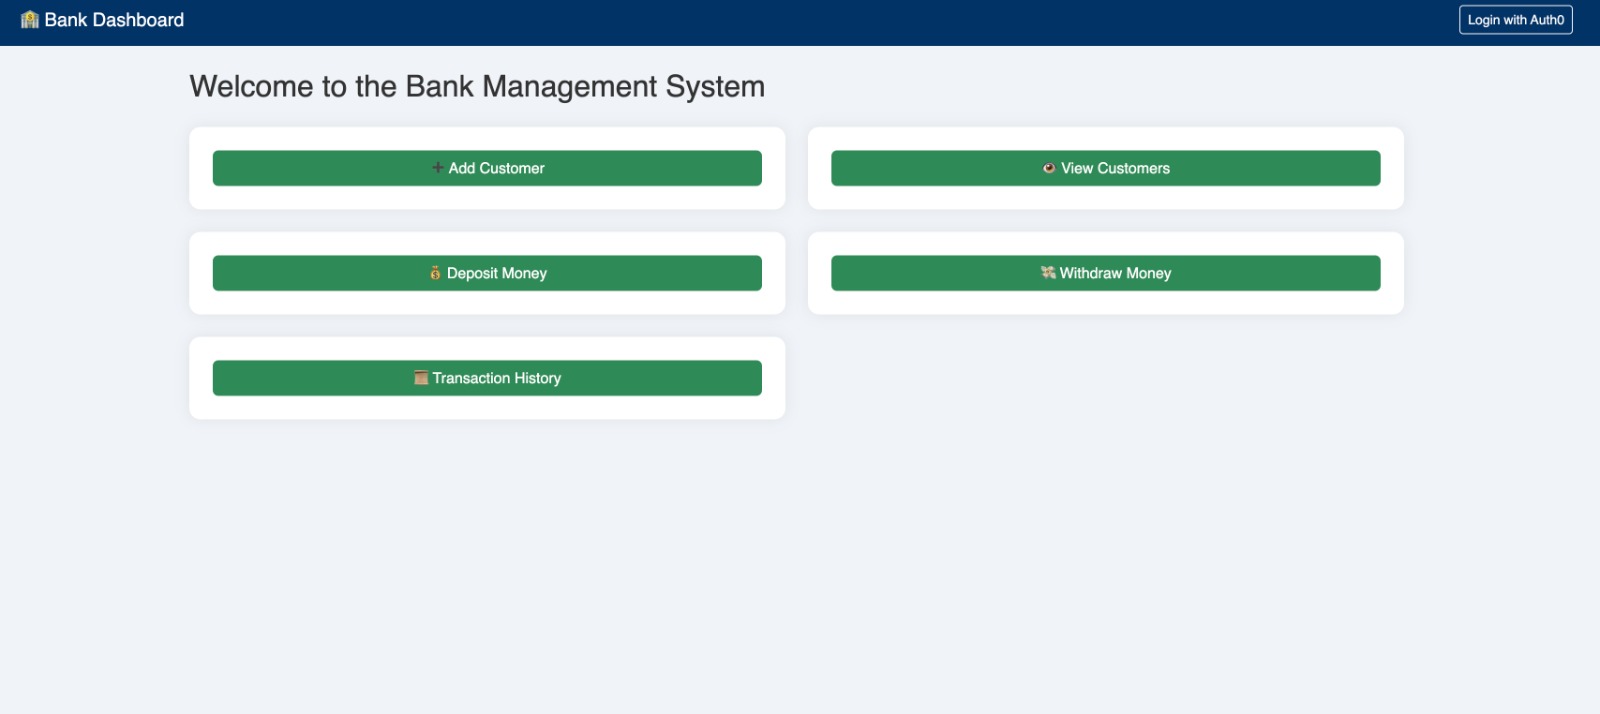 Bank Dashboard
Login with Auth0
Welcome to the Bank Management System
Add Customer
View Customers
Deposit Money
Withdraw Money
Transaction History